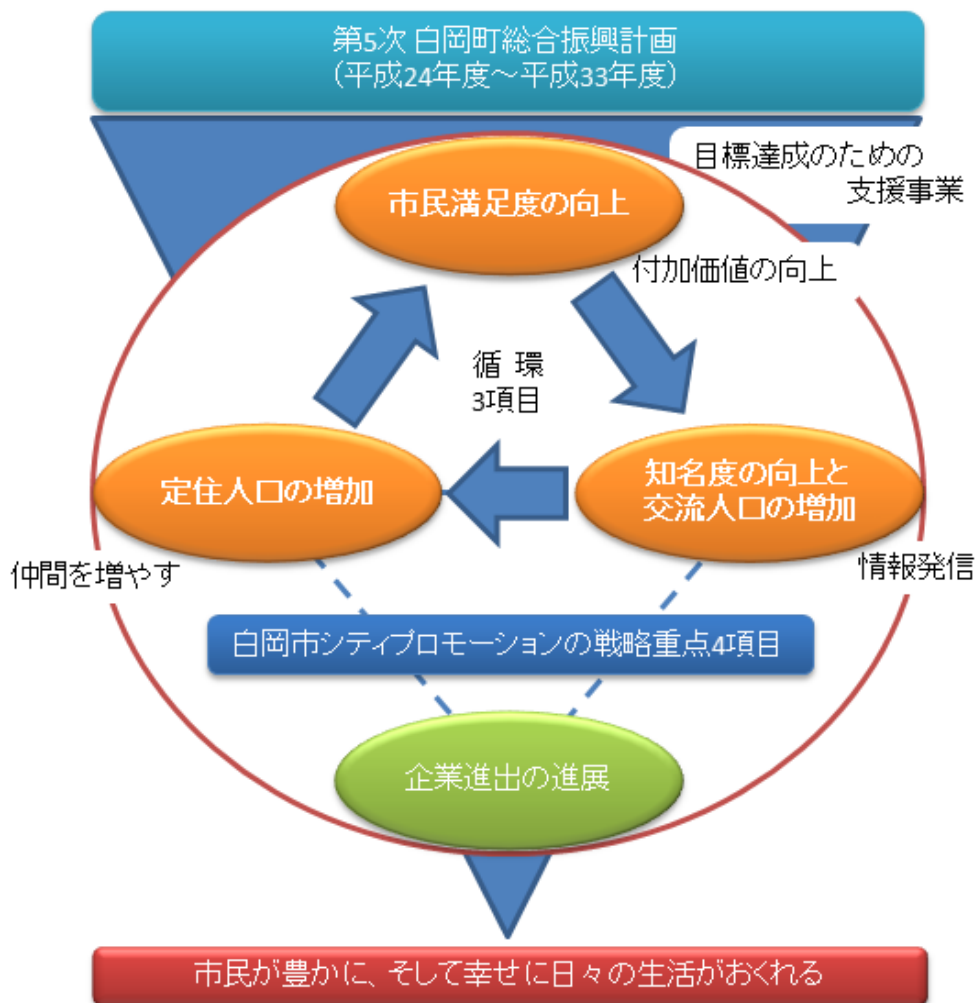 第5次 白岡町総合振興計画
（平成24年度～平成33年度）
目標達成のための
支援事業
市民満足度の向上
付加価値の向上
循 環
3項目
定住人口の増加
知名度の向上と
交流人口の増加
仲間を増やす
情報発信
白岡市シティプロモーションの戦略重点4項目
企業進出の進展
市民が豊かに、そして幸せに日々の生活がおくれる